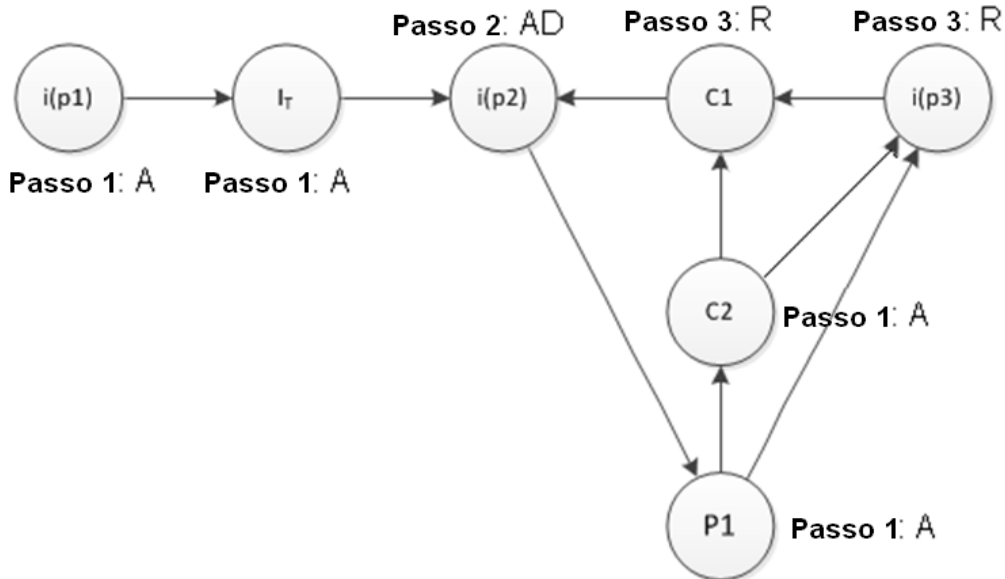 Passo 2: AD
Passo 3: R
Passo 3: R
i(p1)
I_T
i(p2)
C1
i(p3)
Passo 1: A
Passo 1: A
C2
Passo 1: A
P1
Passo 1: A